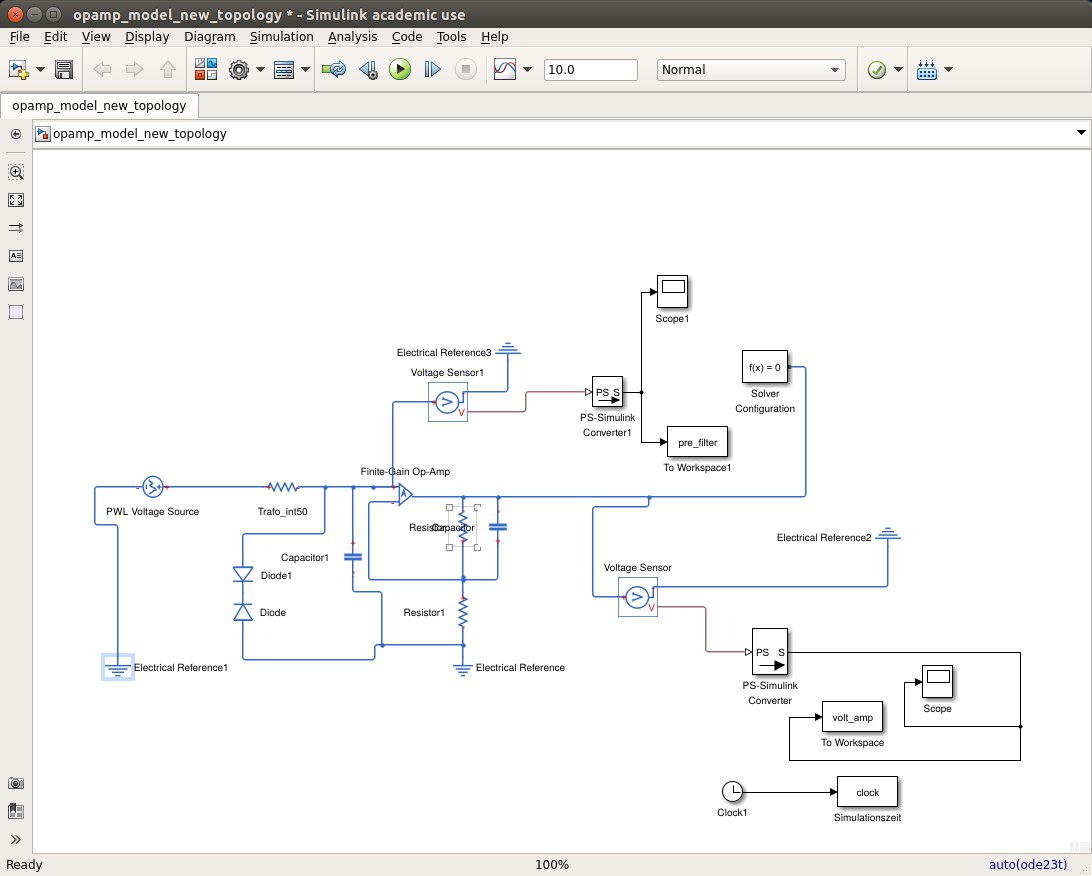 opamp_model_new_topology * - Simulink academic use
File Edit View Display Diagram Simulation Analysis Code Tools Help
10.0 Normal
opamp_model_new_topology
opamp_model_new_topology
Scope1
Electrical Reference3
Voltage Sensor1
V
PS S
PS-Simulink
Converter1
f(x) = 0
Solver
Configuration
pre_filter
To Workspace1
Finite-Gain Op-Amp
PWL Voltage Source
Trafo_int50
Resistor
Capacitor
Capacitor1
Electrical Reference2
Voltage Sensor
V
Diode1
Diode
Resistor1
Electrical Reference1
Electrical Reference
PS S
PS-Simulink
Converter
Scope
volt_amp
To Workspace
Clock1
clock
Simulationszeit
Ready 100% auto(ode23t)